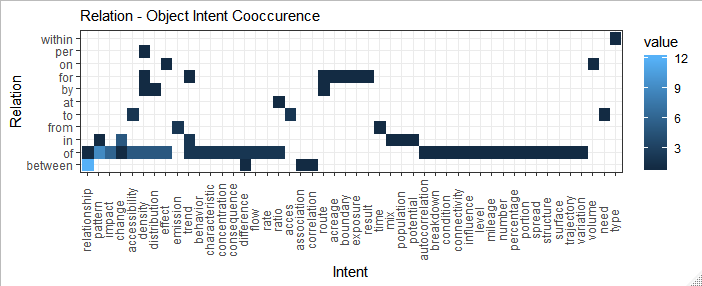 Relation - Object Intent Cooccurence
within
per
on
for
by
at
to
from
in
of
between
Relation
relationship
pattern
impact
change
accessibility
density
distribution
effect
emission
trend
behavior
characteristic
concentration
consequence
difference
flow
rate
ratio
acces
association
correlation
route
acreage
boundary
exposure
result
time
mix
population
potential
autocorrelation
breakdown
condition
connectivity
influence
level
mileage
number
percentage
portion
spread
structure
surface
trajectory
variation
volume
need
type
Intent
value
12
9
6
3